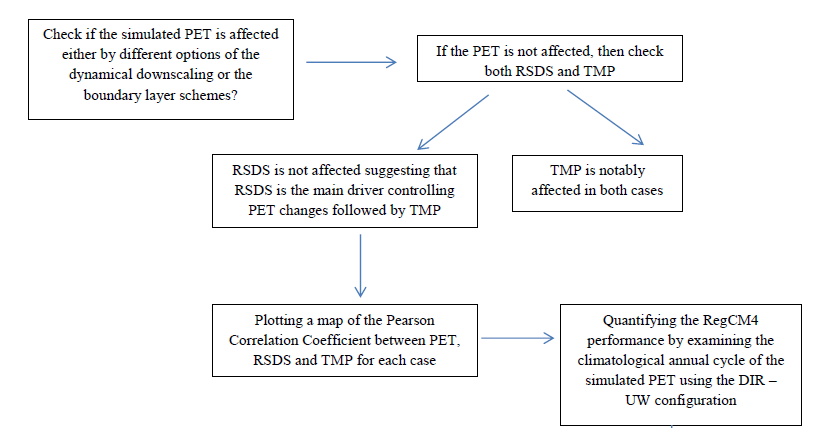 Check if the simulated PET is affected
either by different options of the
dynamical downscaling or the
boundary layer schemes?
If the PET is not affected, then check
both RSDS and TMP
RSDS is not affected suggesting that
RSDS is the main driver controlling
PET changes followed by TMP
TMP is notably
affected in both cases
Plotting a map of the Pearson
Correlation Coefficient between PET,
RSDS and TMP for each case
Quantifying the RegCM4
performance by examining the
climatological annual cycle of the
simulated PET using the DIR –
UW configuration